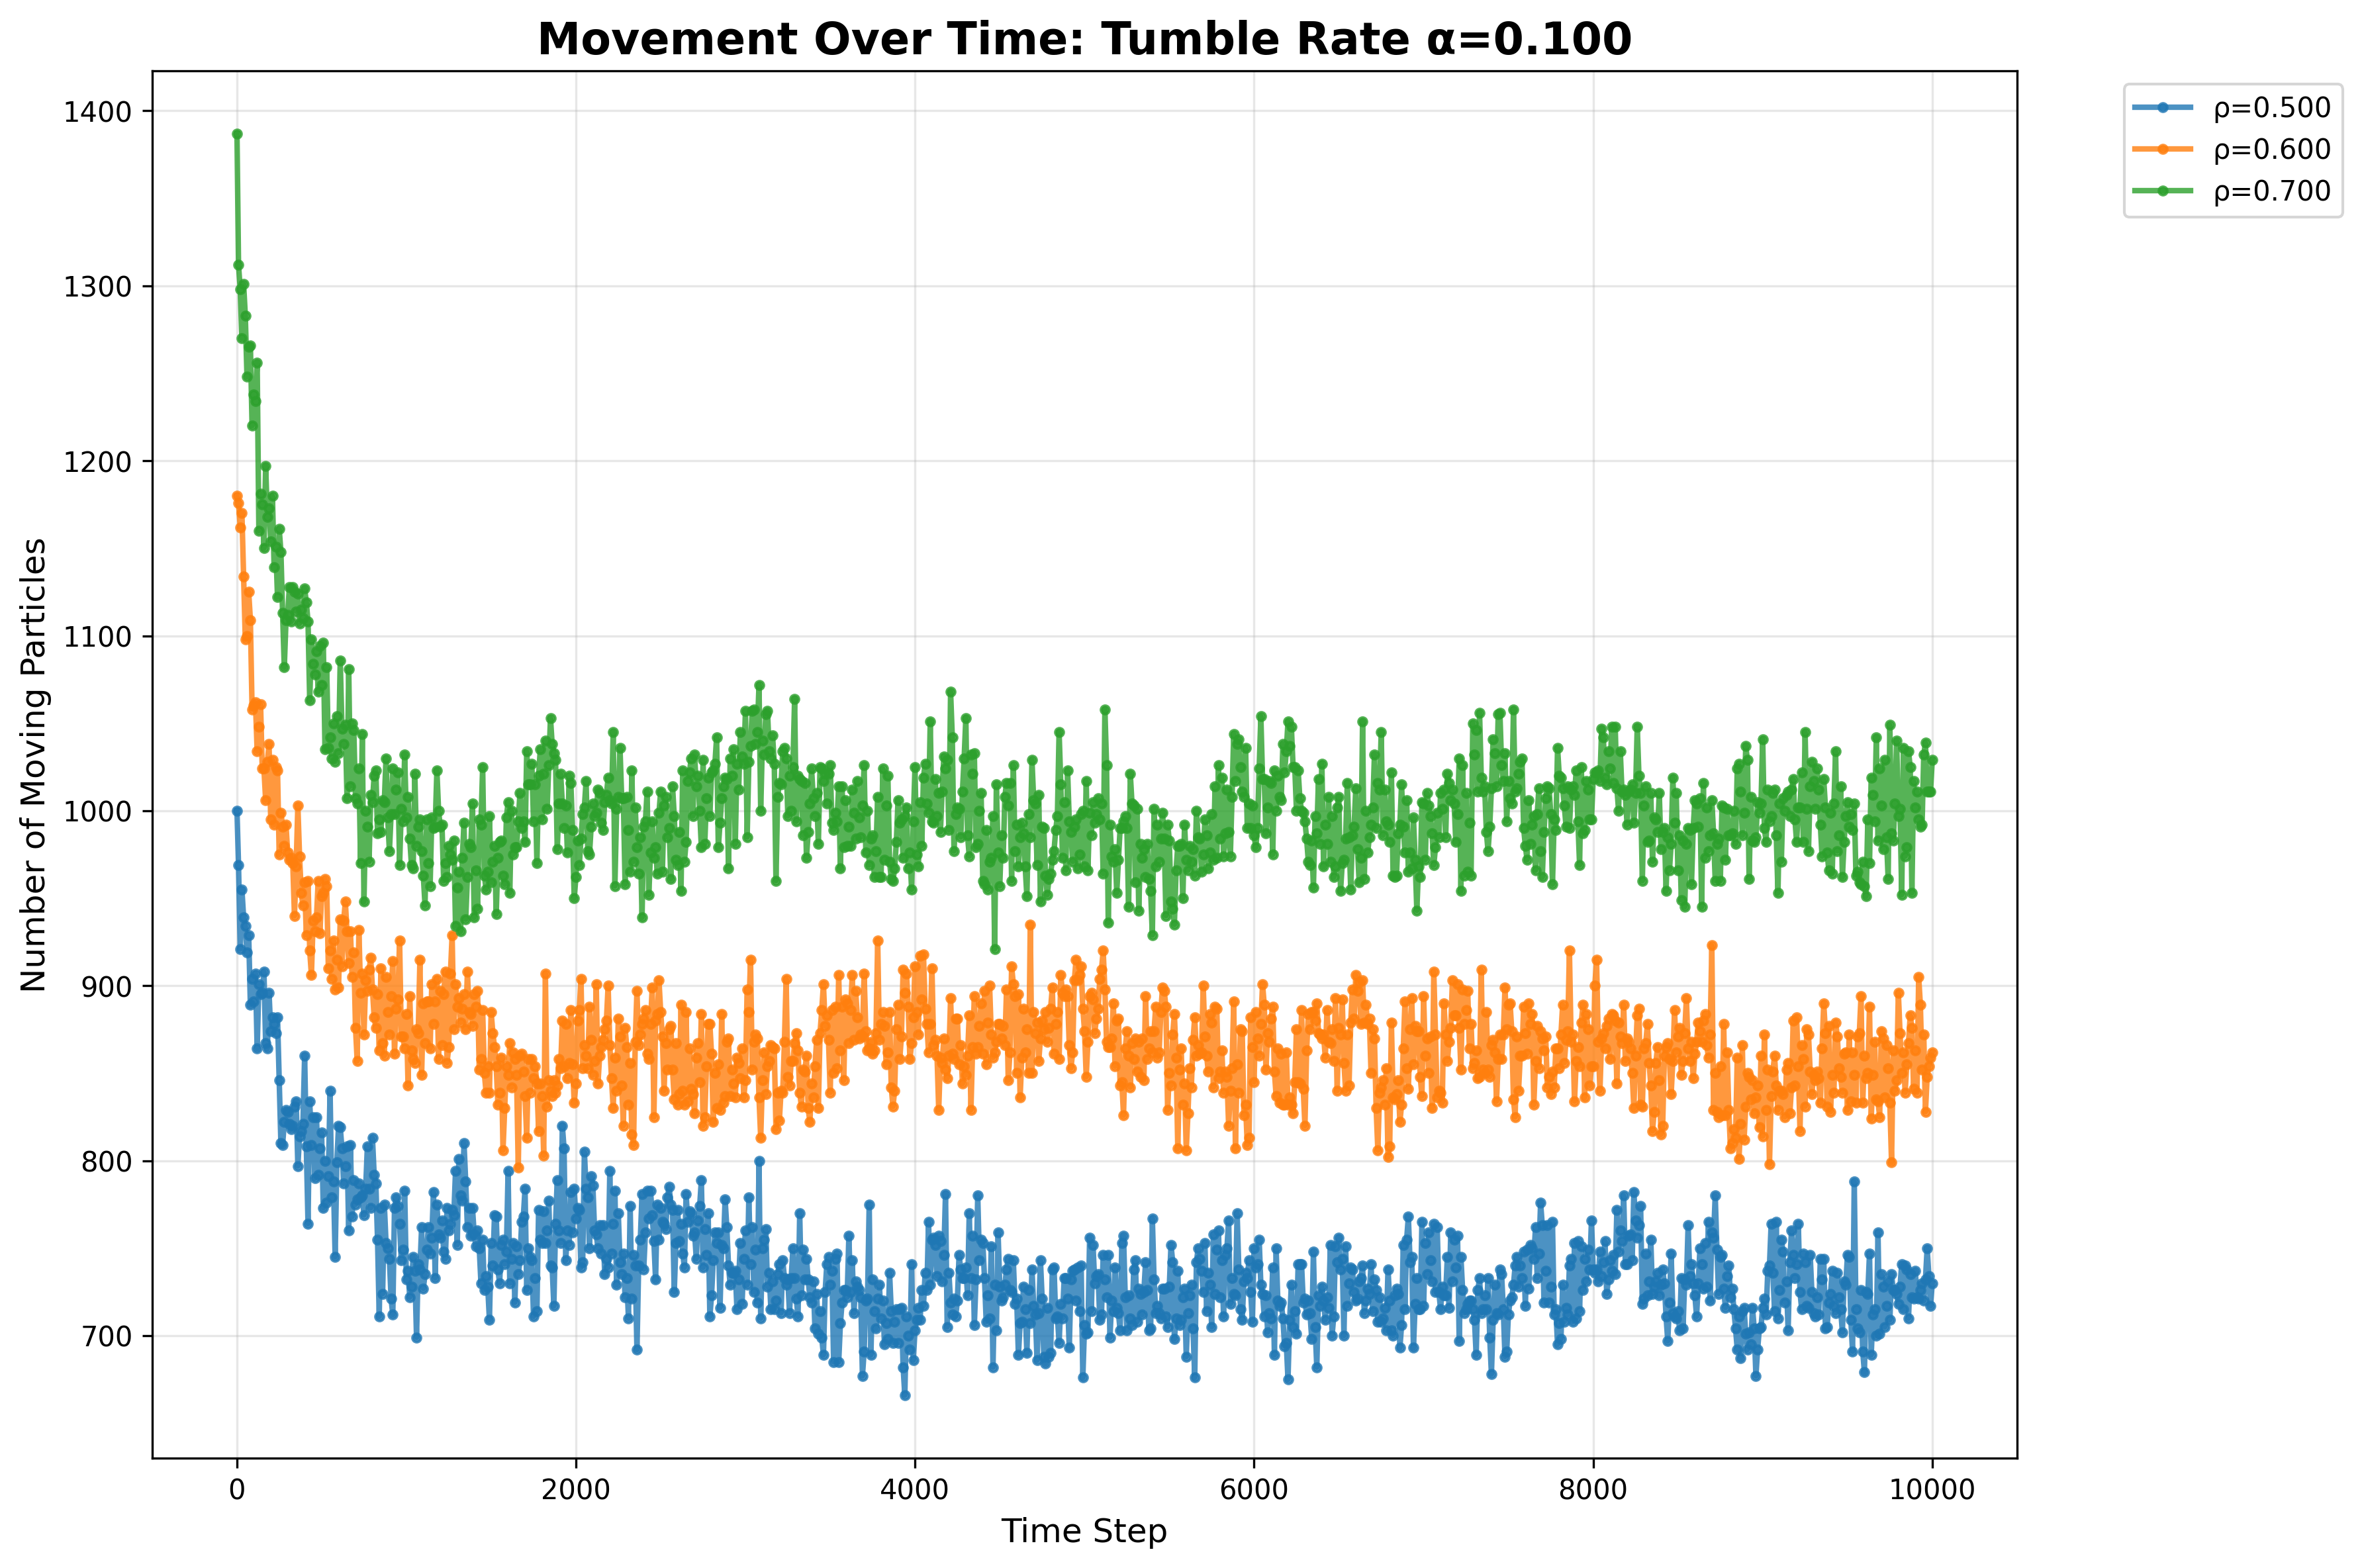 Movement Over Time: Tumble Rate α=0.100
ρ=0.500
ρ=0.600
ρ=0.700
Number of Moving Particles
1400
1300
1200
1100
1000
900
800
700
0 2000 4000 6000 8000 10000
Time Step